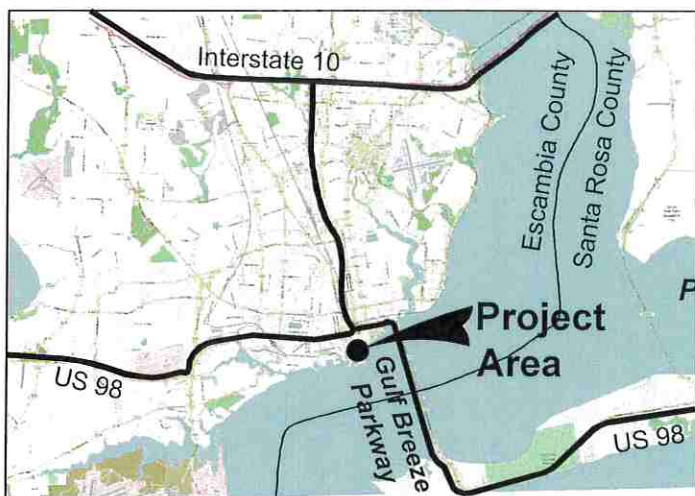 Interstate 10
Escambia County
Santa Rosa County
P
Project
Area
US 98
Gulf Breeze
Parkway
US 98